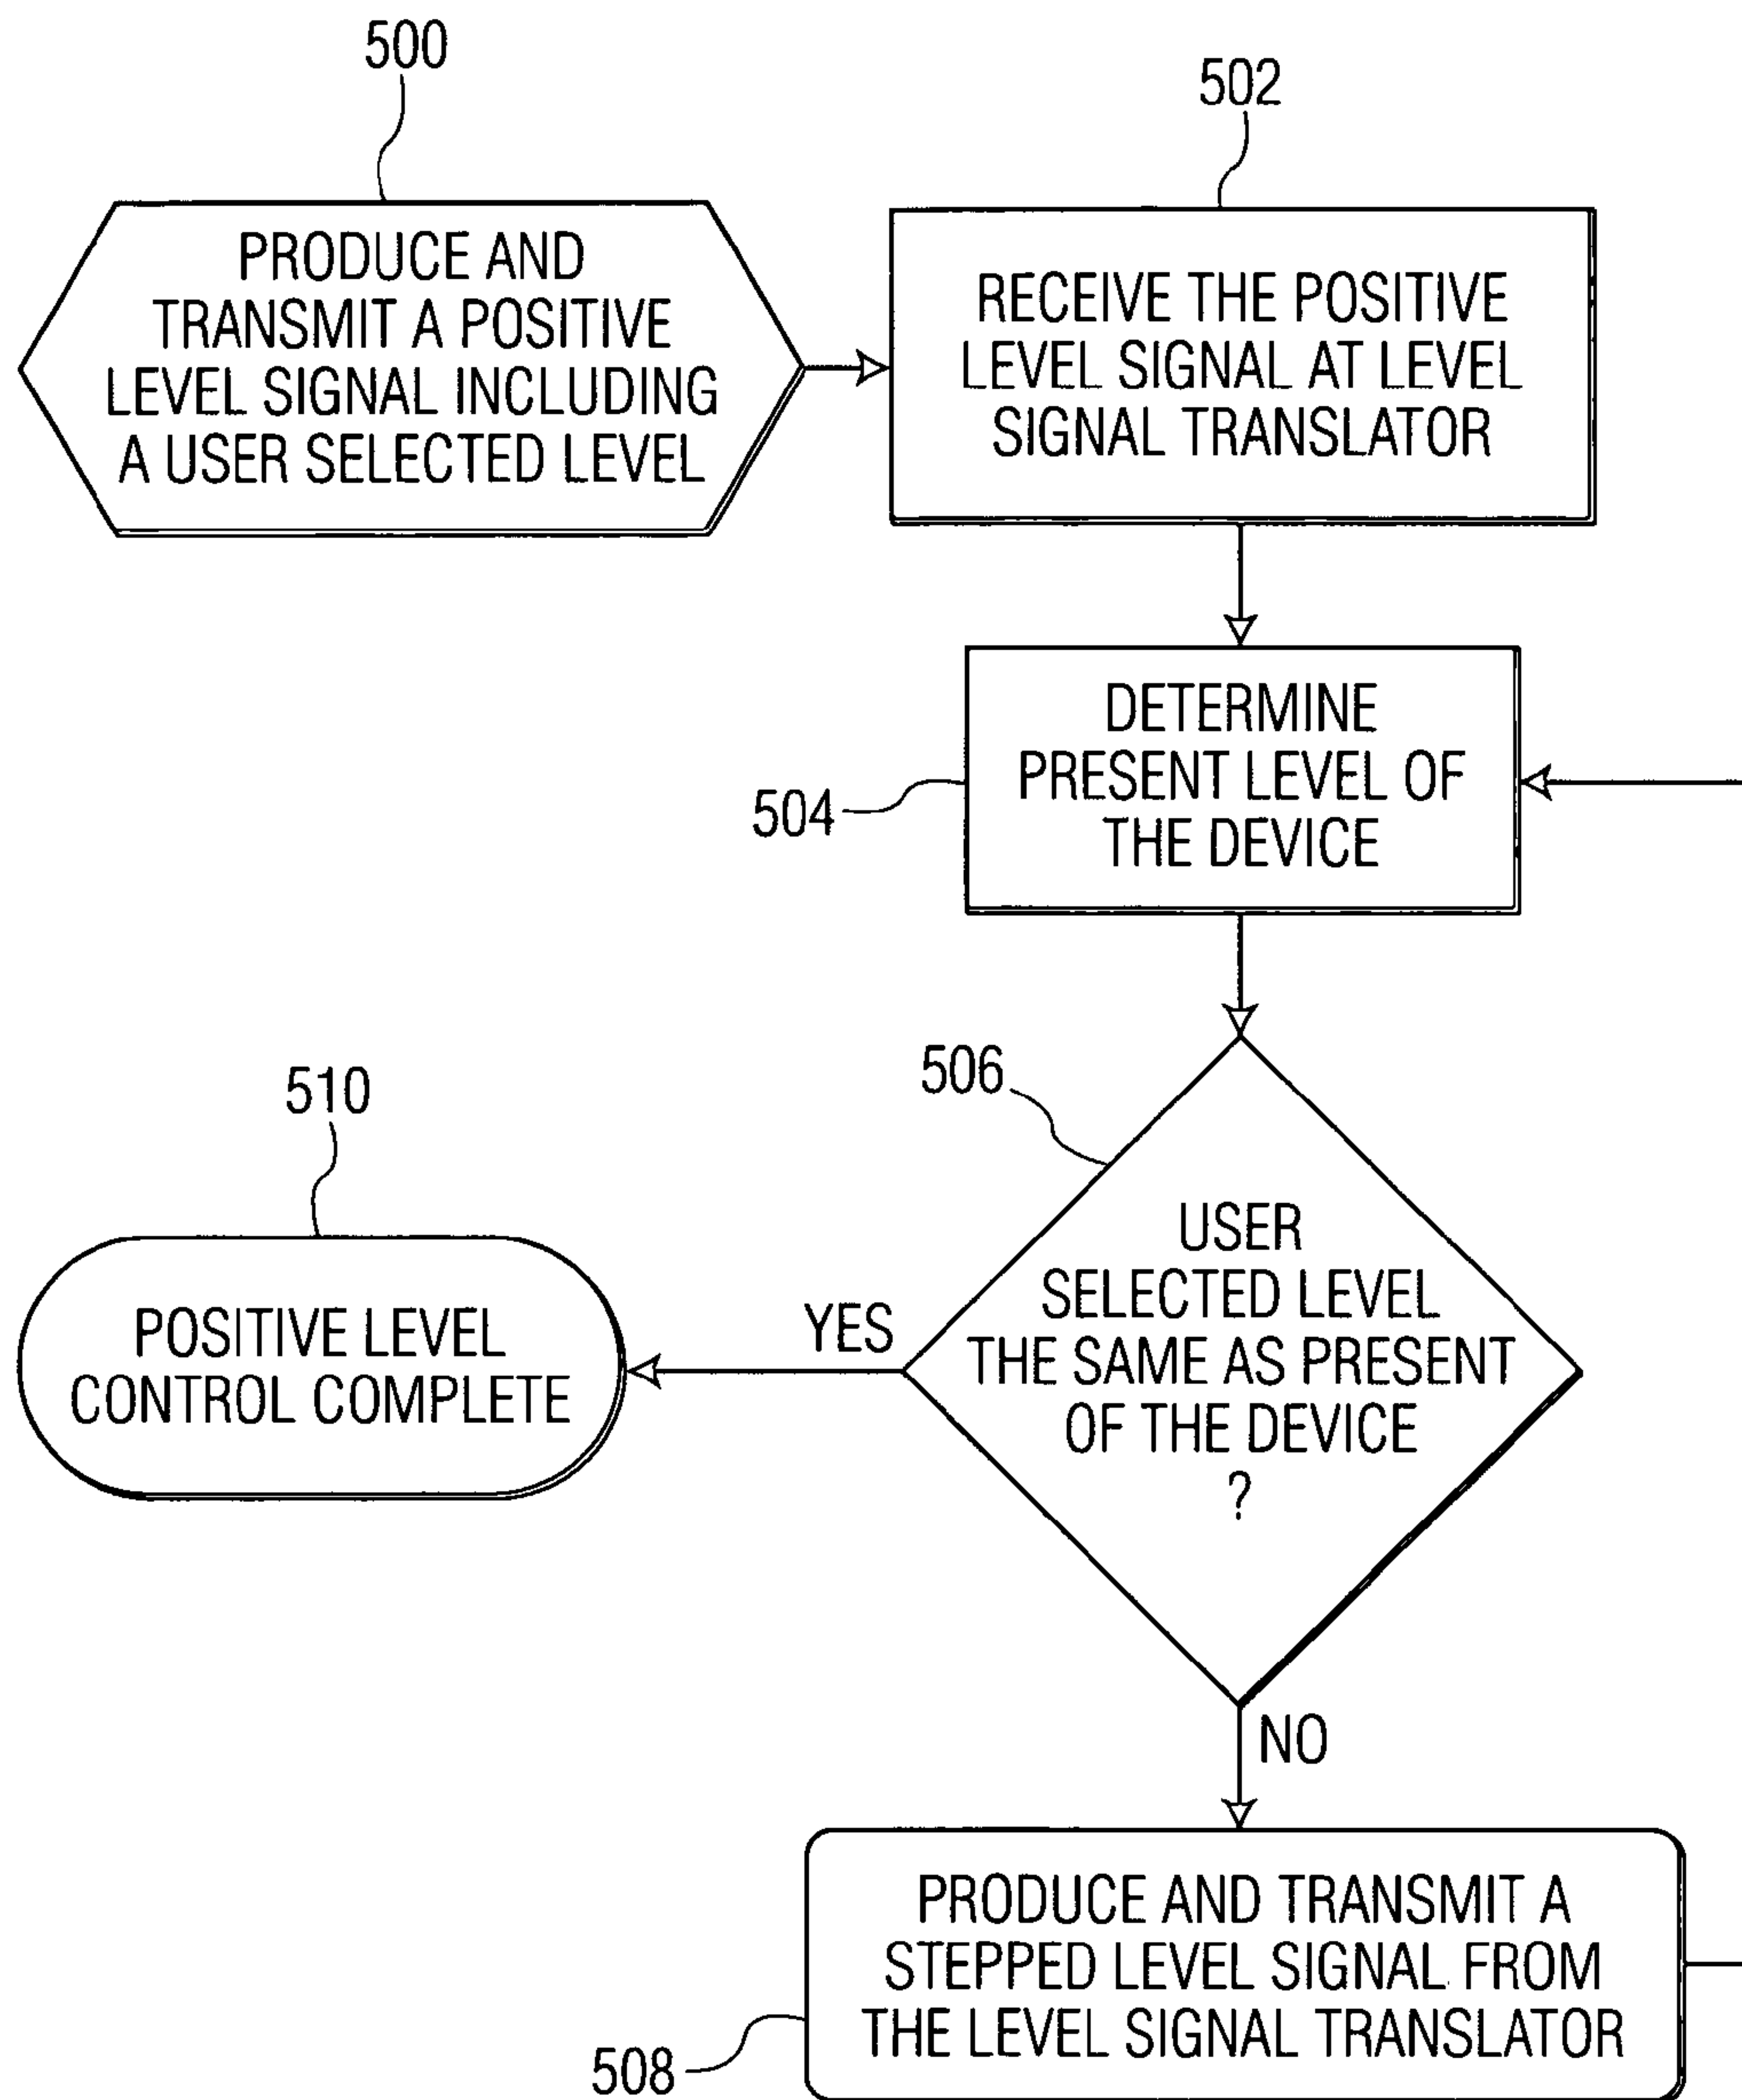 500
PRODUCE AND
TRANSMIT A POSITIVE
LEVEL SIGNAL INCLUDING
A USER SELECTED LEVEL
502
RECEIVE THE POSITIVE
LEVEL SIGNAL AT LEVEL
SIGNAL TRANSLATOR
504
DETERMINE
PRESENT LEVEL OF
THE DEVICE
506
USER
SELECTED LEVEL
THE SAME AS PRESENT
OF THE DEVICE
?
YES
510
POSITIVE LEVEL
CONTROL COMPLETE
NO
508
PRODUCE AND TRANSMIT A
STEPPED LEVEL SIGNAL FROM
THE LEVEL SIGNAL TRANSLATOR